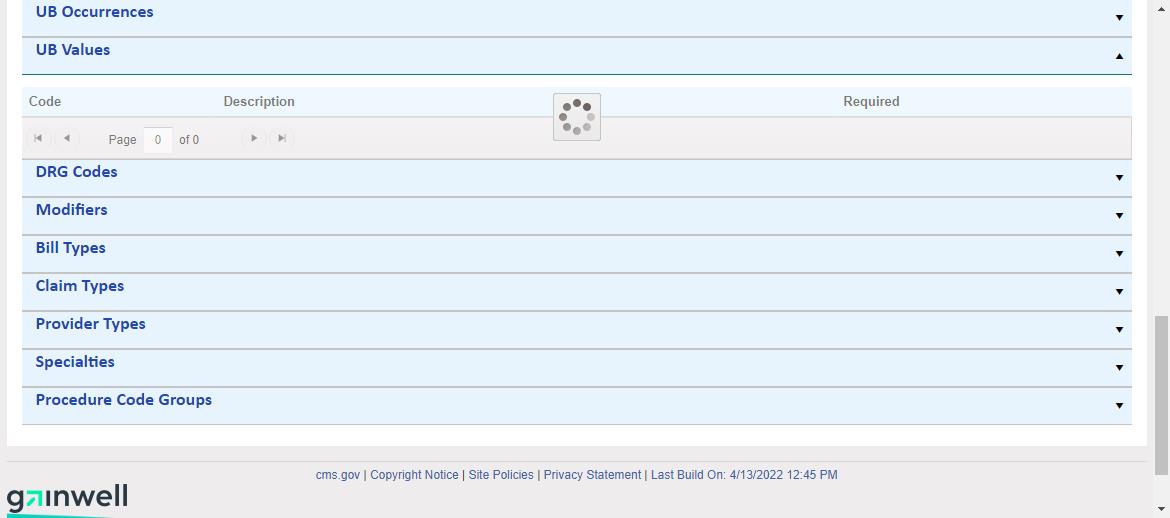 UB Occurrences
UB Values
Code Description Required
Page 0 of 0
DRG Codes
Modifiers
Bill Types
Claim Types
Provider Types
Specialties
Procedure Code Groups
cms.gov | Copyright Notice | Site Policies | Privacy Statement | Last Build On: 4/13/2022 12:45 PM
gainwell